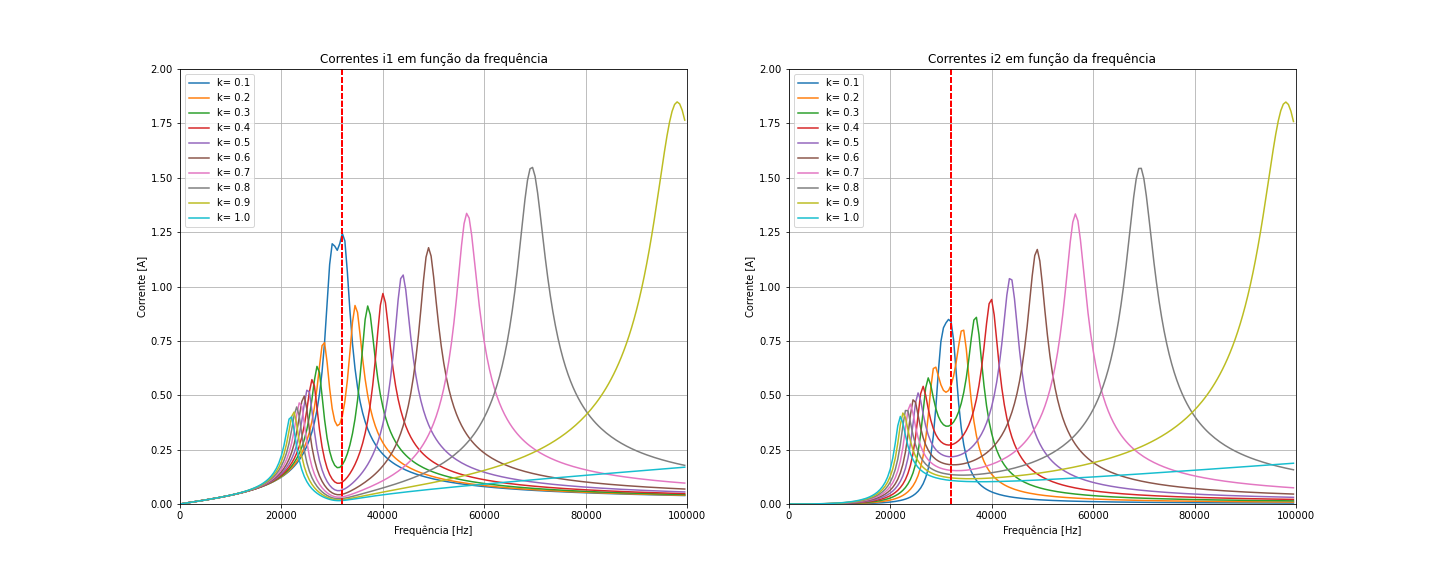 Correntes i1 em função da frequência
Corrente [A]
2.00
1.75
1.50
1.25
1.00
0.75
0.50
0.25
0.00
k= 0.1
k= 0.2
k= 0.3
k= 0.4
k= 0.5
k= 0.6
k= 0.7
k= 0.8
k= 0.9
k= 1.0
0 20000 40000 60000 80000 100000
Frequência [Hz]
Correntes i2 em função da frequência
Corrente [A]
2.00
1.75
1.50
1.25
1.00
0.75
0.50
0.25
0.00
k= 0.1
k= 0.2
k= 0.3
k= 0.4
k= 0.5
k= 0.6
k= 0.7
k= 0.8
k= 0.9
k= 1.0
0 20000 40000 60000 80000 100000
Frequência [Hz]